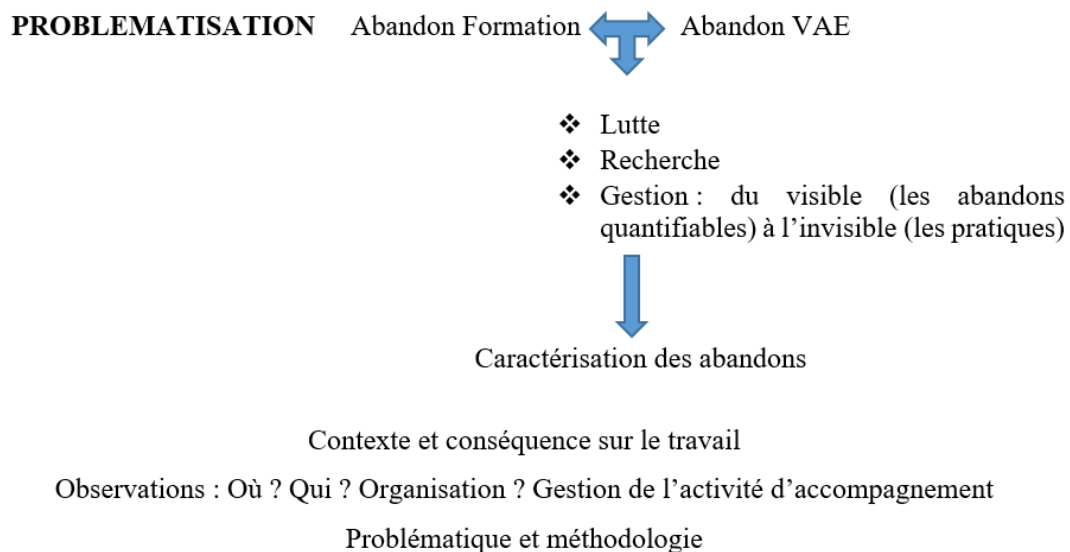 PROBLEMATISATION Abandon Formation Abandon VAE
❖ Lutte
❖ Recherche
❖ Gestion : du visible (les abandons
quantifiables) à l’invisible (les pratiques)
Caractérisation des abandons
Contexte et conséquence sur le travail
Observations : Où ? Qui ? Organisation ? Gestion de l’activité d’accompagnement
Problématique et méthodologie